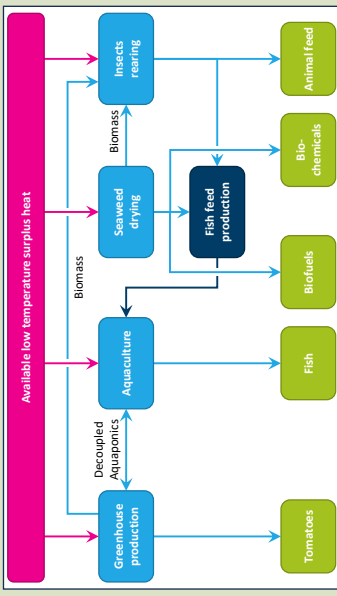 Available low temperature surplus heat
Biomass
Biomass
Decoupled
Aquaponics
Greenhouse
production
Aquaculture
Seaweed
drying
Insects
rearing
Fish feed
production
Tomatoes
Fish
Biofuels
Bio-
chemicals
Animal feed